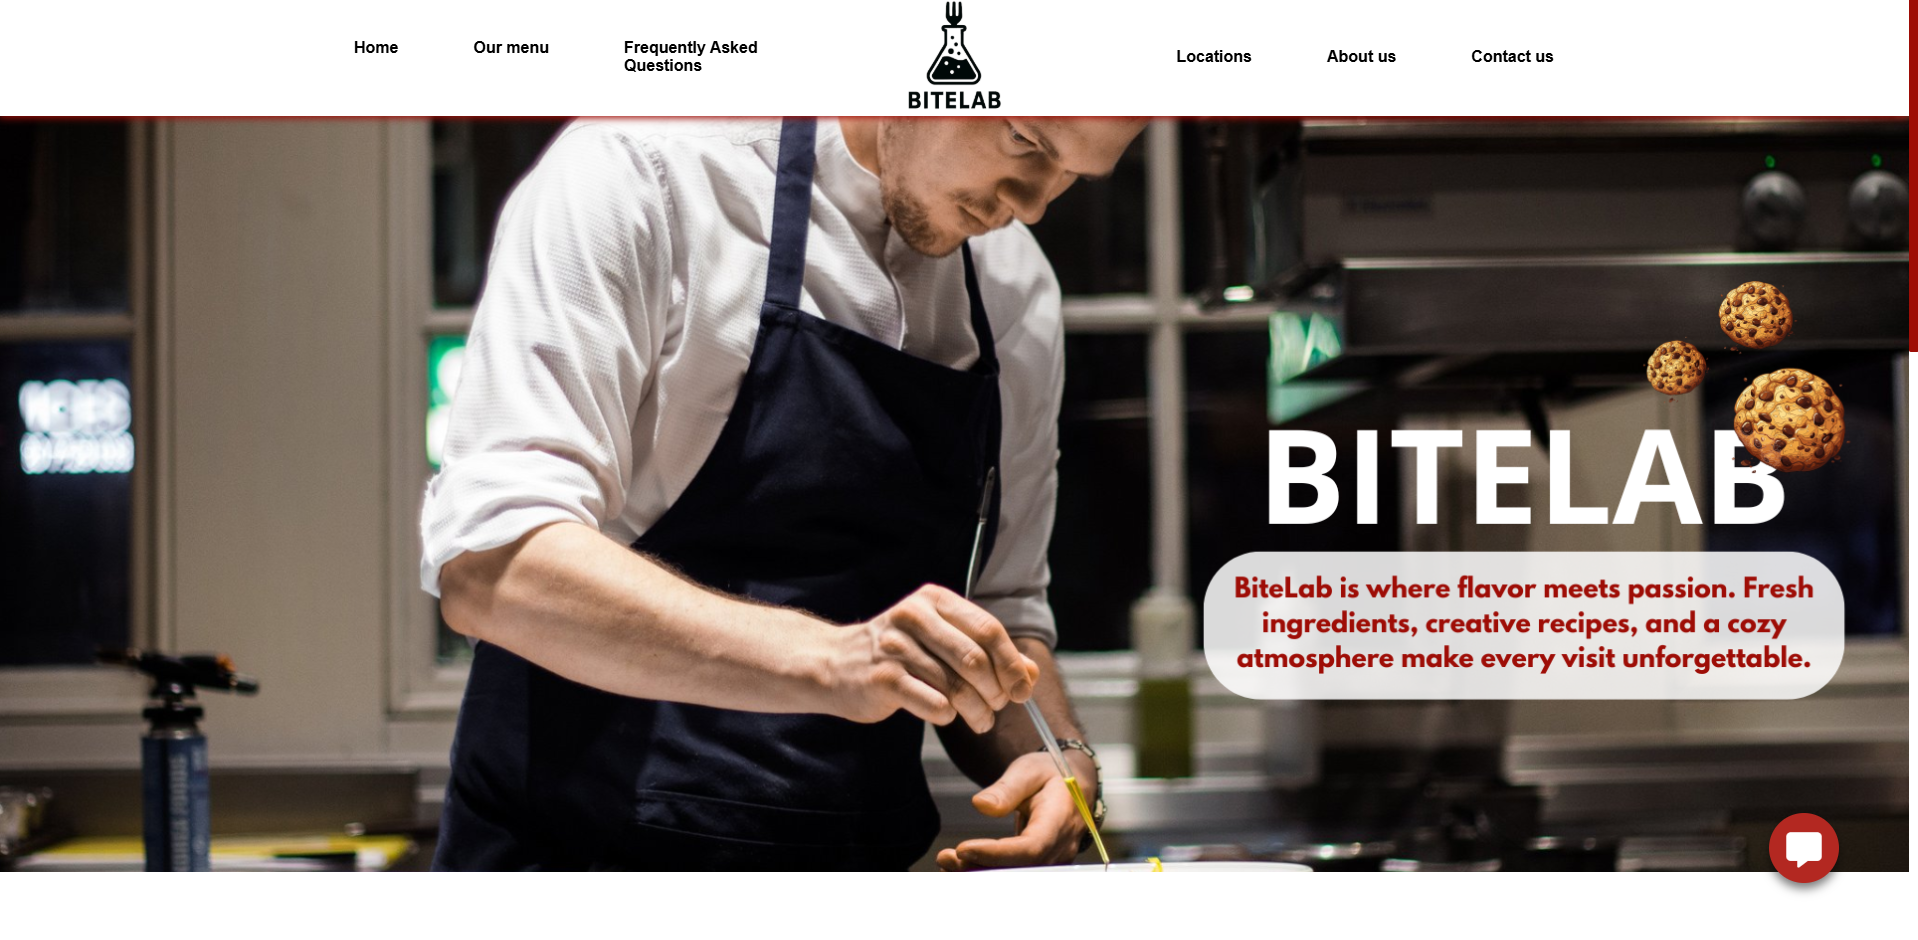 Home
Our menu
Frequently Asked
Questions
BITELAB
Locations
About us
Contact us
BITELAB
BiteLab is where flavor meets passion. Fresh
ingredients, creative recipes, and a cozy
atmosphere make every visit unforgettable.